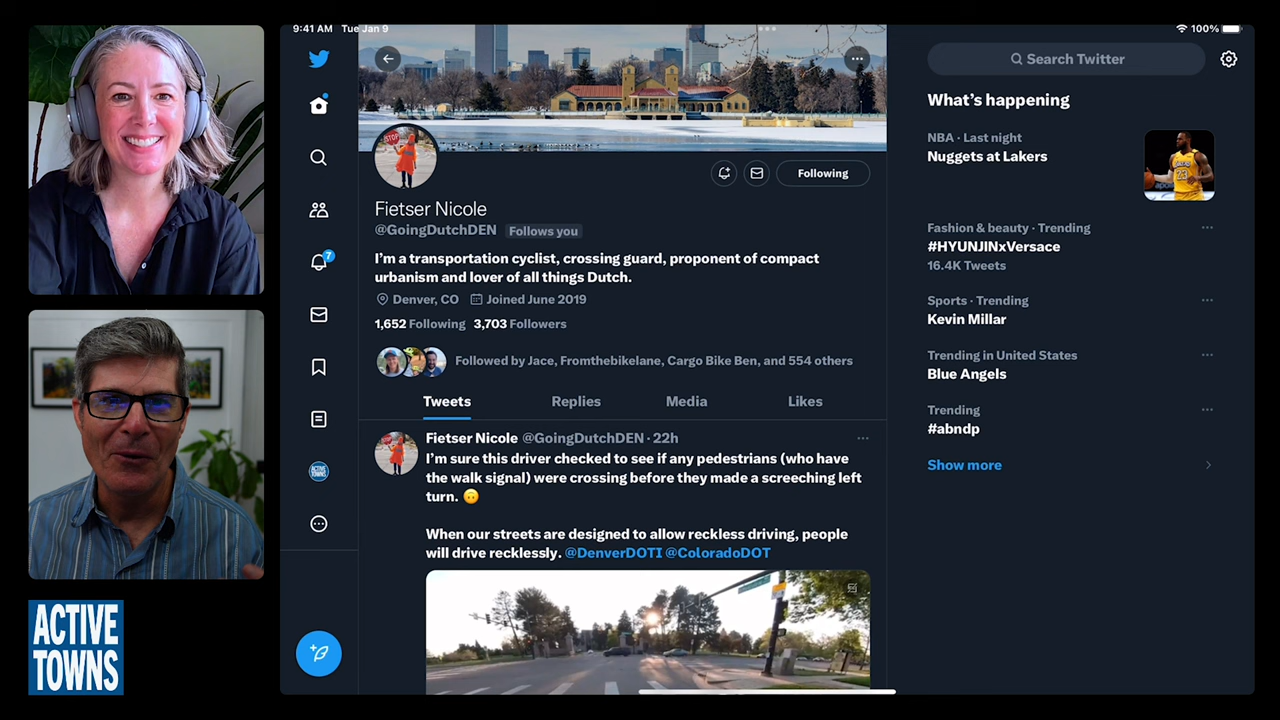 9:41 AM Tue Jan 9
100%
Search Twitter
What's happening
NBA · Last night
Nuggets at Lakers
Fashion & beauty · Trending
#HYUNJINxVersace
16.4K Tweets
Sports · Trending
Kevin Millar
Trending in United States
Blue Angels
Trending
#abndp
Show more
7
STOP
Following
Fietser Nicole
@GoingDutchDEN Follows you
I'm a transportation cyclist, crossing guard, proponent of compact
urbanism and lover of all things Dutch.
Denver, CO Joined June 2019
1,652 Following 3,703 Followers
Followed by Jace, Fromthebikelane, Cargo Bike Ben, and 554 others
Tweets Replies Media Likes
Fietser Nicole @GoingDutchDEN · 22h
I'm sure this driver checked to see if any pedestrians (who have
the walk signal) were crossing before they made a screeching left
turn. 🙃
When our streets are designed to allow reckless driving, people
will drive recklessly. @DenverDOTI @ColoradoDOT
ACTIVE
TOWNS
ACTIVE
TOWNS